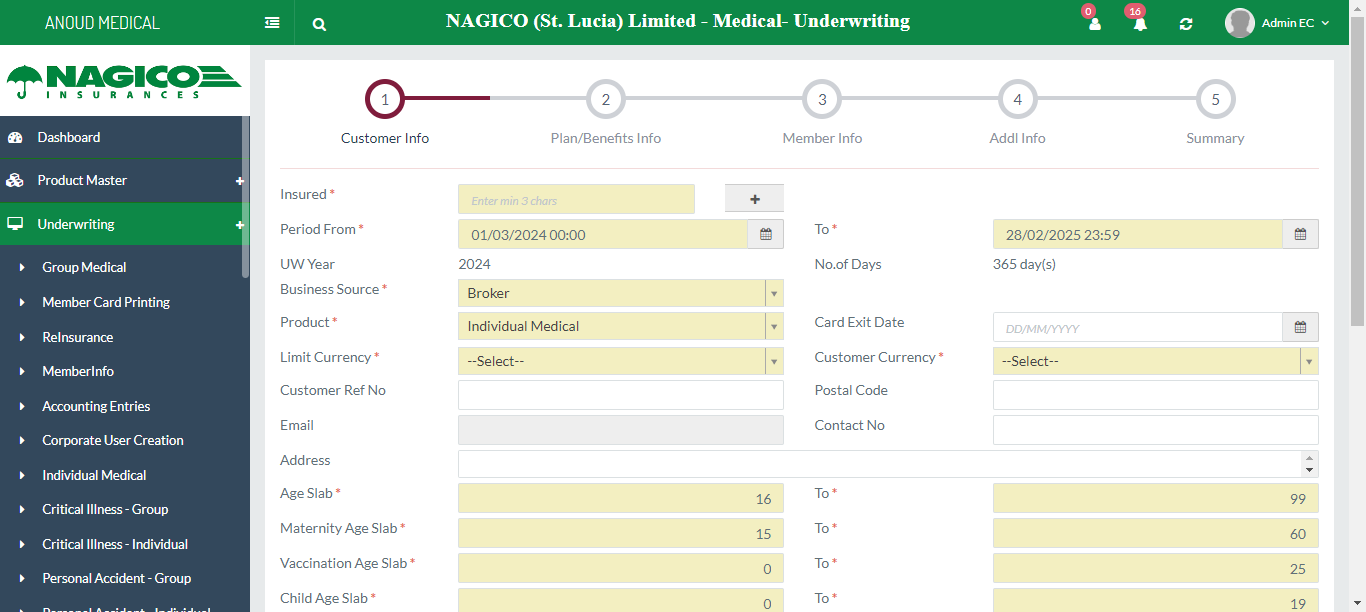 ANOUD MEDICAL
NAGICO (St. Lucia) Limited - Medical- Underwriting
0
16
Admin EC
NAGICO
INSURANCES
Dashboard
Product Master
Underwriting
Group Medical
Member Card Printing
ReInsurance
MemberInfo
Accounting Entries
Corporate User Creation
Individual Medical
Critical Illness - Group
Critical Illness - Individual
Personal Accident - Group
Personal Accident - Individual
1
2
3
4
5
Customer Info
Plan/Benefits Info
Member Info
Addl Info
Summary
Insured *
Enter min 3 chars
+
Period From *
01/03/2024 00:00
To *
28/02/2025 23:59
UW Year
2024
No.of Days
365 day(s)
Business Source *
Broker
Product *
Individual Medical
Card Exit Date
DD/MM/YYYY
Limit Currency *
--Select--
Customer Currency *
--Select--
Customer Ref No
Postal Code
Email
Contact No
Address
Age Slab *
16
To *
99
Maternity Age Slab *
15
To *
60
Vaccination Age Slab *
0
To *
25
Child Age Slab *
0
To *
19